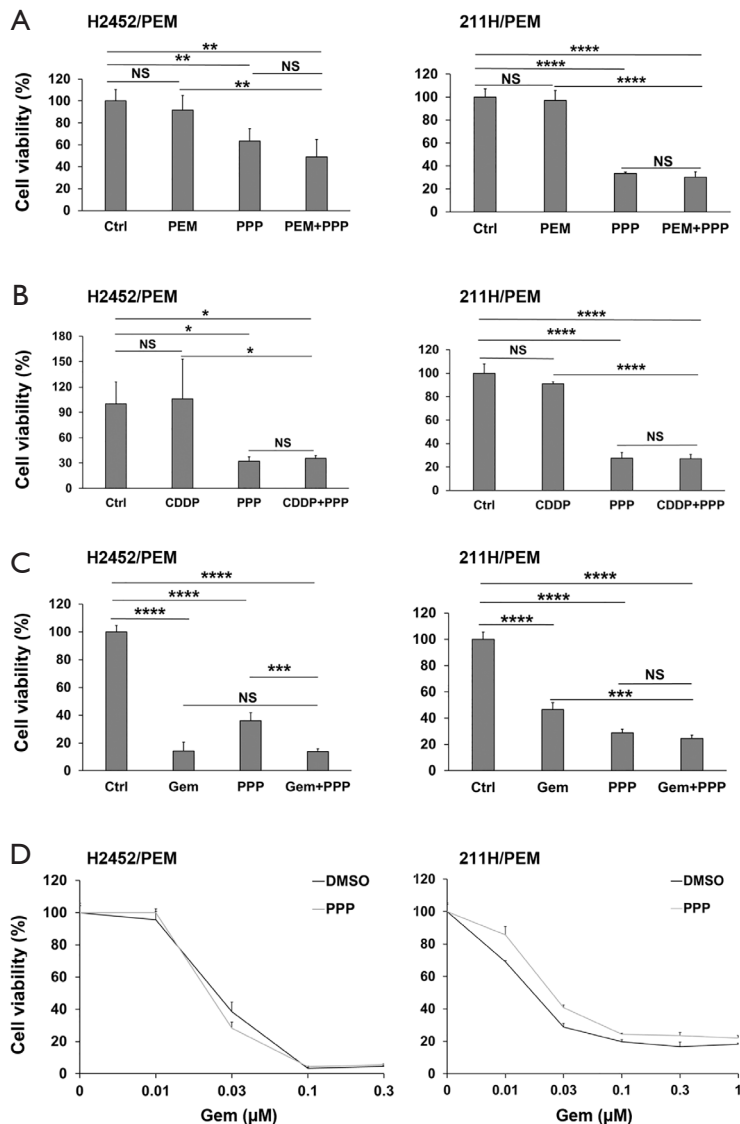 A
H2452/PEM
**
**
NS
NS
**
Cell viability (%)
120
100
80
60
40
20
0
Ctrl
PEM
PPP
PEM+PPP
211H/PEM
****
****
NS
****
NS
120
100
80
60
40
20
0
Ctrl
PEM
PPP
PEM+PPP
B
H2452/PEM
*
*
NS
*
NS
Cell viability (%)
180
150
120
90
60
30
0
Ctrl
CDDP
PPP
CDDP+PPP
211H/PEM
****
****
NS
****
NS
120
100
80
60
40
20
0
Ctrl
CDDP
PPP
CDDP+PPP
C
H2452/PEM
****
****
****
***
NS
Cell viability (%)
120
100
80
60
40
20
0
Ctrl
Gem
PPP
Gem+PPP
211H/PEM
****
****
****
NS
***
120
100
80
60
40
20
0
Ctrl
Gem
PPP
Gem+PPP
D
H2452/PEM
DMSO
PPP
Cell viability (%)
120
100
80
60
40
20
0
0
0.01
0.03
0.1
0.3
Gem (µM)
211H/PEM
DMSO
PPP
120
100
80
60
40
20
0
0
0.01
0.03
0.1
0.3
1
Gem (µM)